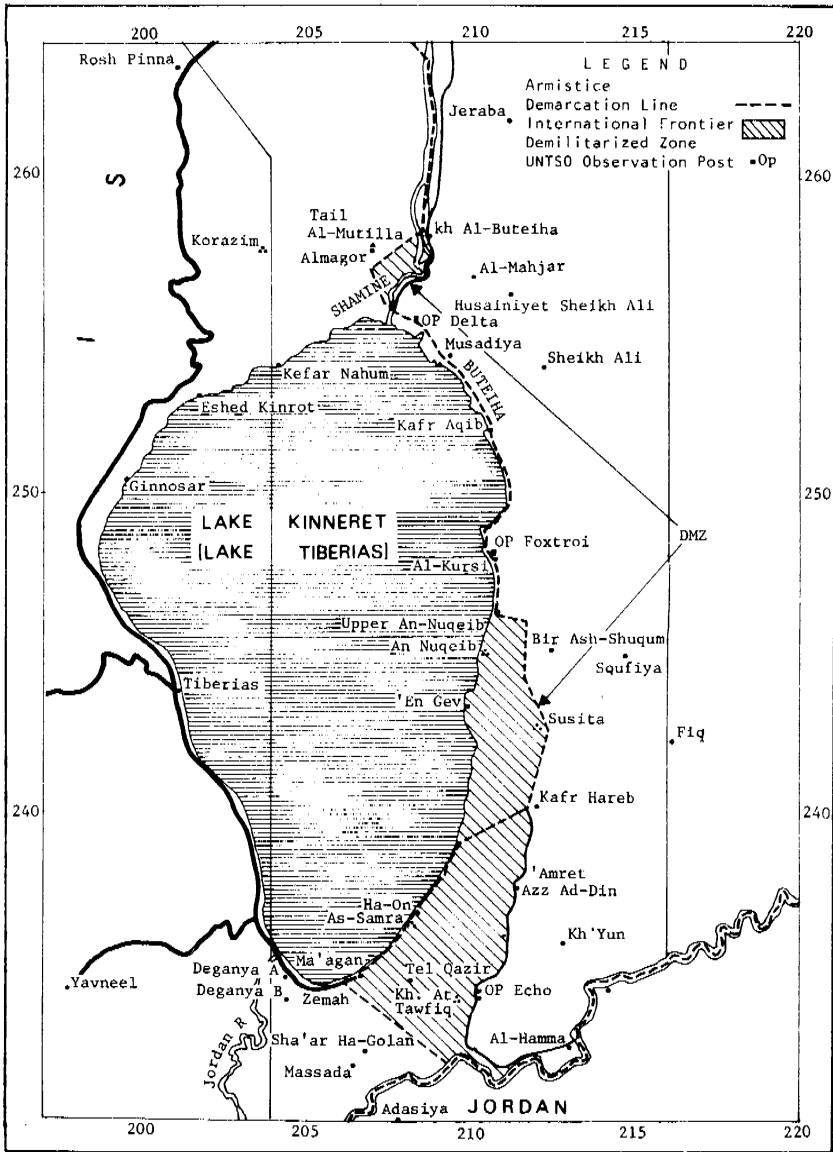 200 205 210 215 220
Rosh Pinna
L E G E N D
Armistice
Demarcation Line
International Frontier
Demilitarized Zone
UNTSO Observation Post Op
Jeraba
260 260
S
Tail
Al-Mutilla
kh Al-Buteiha
Korazim
Almagor
Al-Mahjar
SHAMINE
Husainiyet Sheikh Ali
OP Delta
I
Musadiya
Sheikh Ali
Kefar Nahum
BUTEIHA
Eshed Kinrot
Kafr Aqib
Ginnosar
250 250
LAKE KINNERET
(LAKE TIBERIAS)
DMZ
OP Foxtroi
Al-Kursi
Upper An-Nuqeib
An Nuqeib
Bir Ash-Shuqum
Squfiya
Tiberias
'En Gev
Susita
Fiq
240 240
Kafr Hareb
'Amret
Azz Ad-Din
Ha-On
As-Samra
Kh'Yun
Ma'agan
Deganya A
Tel Qazir
Yavneel
Deganya B
Zemah
Kh. At
Tawfiq
OP Echo
Sha'ar Ha-Golan
Al-Hamma
Jordan R
Massada
Adasiya
JORDAN
200 205 210 215 220